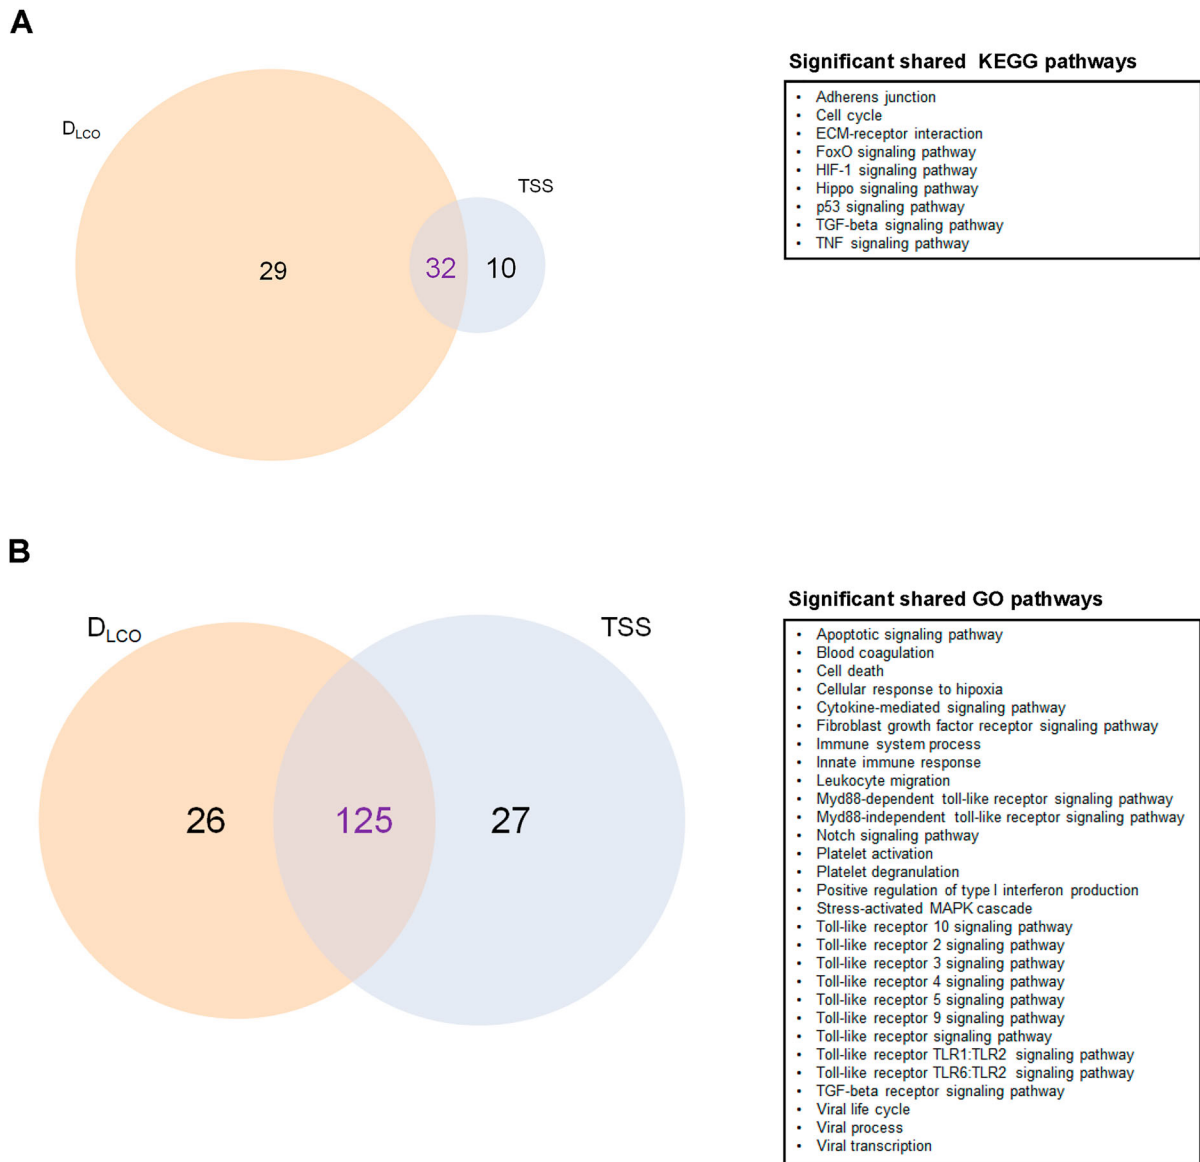 A
Significant shared KEGG pathways
D_LCO
TSS
29
32
10
• Adherens junction
• Cell cycle
• ECM-receptor interaction
• FoxO signaling pathway
• HIF-1 signaling pathway
• Hippo signaling pathway
• p53 signaling pathway
• TGF-beta signaling pathway
• TNF signaling pathway
B
Significant shared GO pathways
D_LCO
TSS
26
125
27
• Apoptotic signaling pathway
• Blood coagulation
• Cell death
• Cellular response to hipoxia
• Cytokine-mediated signaling pathway
• Fibroblast growth factor receptor signaling pathway
• Immune system process
• Innate immune response
• Leukocyte migration
• Myd88-dependent toll-like receptor signaling pathway
• Myd88-independent toll-like receptor signaling pathway
• Notch signaling pathway
• Platelet activation
• Platelet degranulation
• Positive regulation of type I interferon production
• Stress-activated MAPK cascade
• Toll-like receptor 10 signaling pathway
• Toll-like receptor 2 signaling pathway
• Toll-like receptor 3 signaling pathway
• Toll-like receptor 4 signaling pathway
• Toll-like receptor 5 signaling pathway
• Toll-like receptor 9 signaling pathway
• Toll-like receptor signaling pathway
• Toll-like receptor TLR1:TLR2 signaling pathway
• Toll-like receptor TLR6:TLR2 signaling pathway
• TGF-beta receptor signaling pathway
• Viral life cycle
• Viral process
• Viral transcription